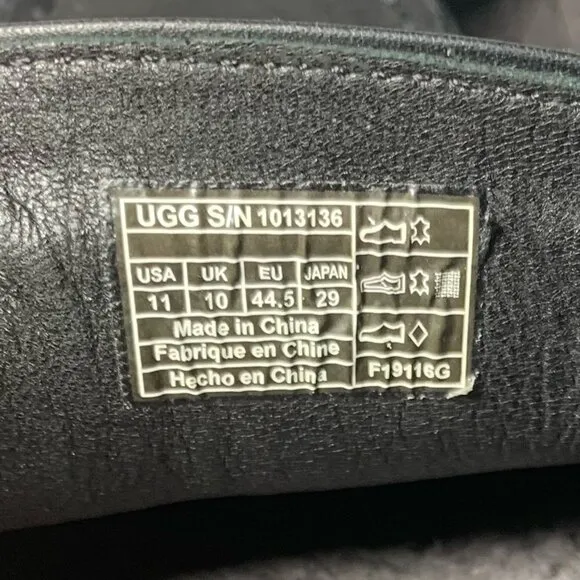 UGG S/N 1013136
USA UK EU JAPAN
11 10 44.5 29
Made in China
Fabrique en Chine
Hecho en China
F19116G